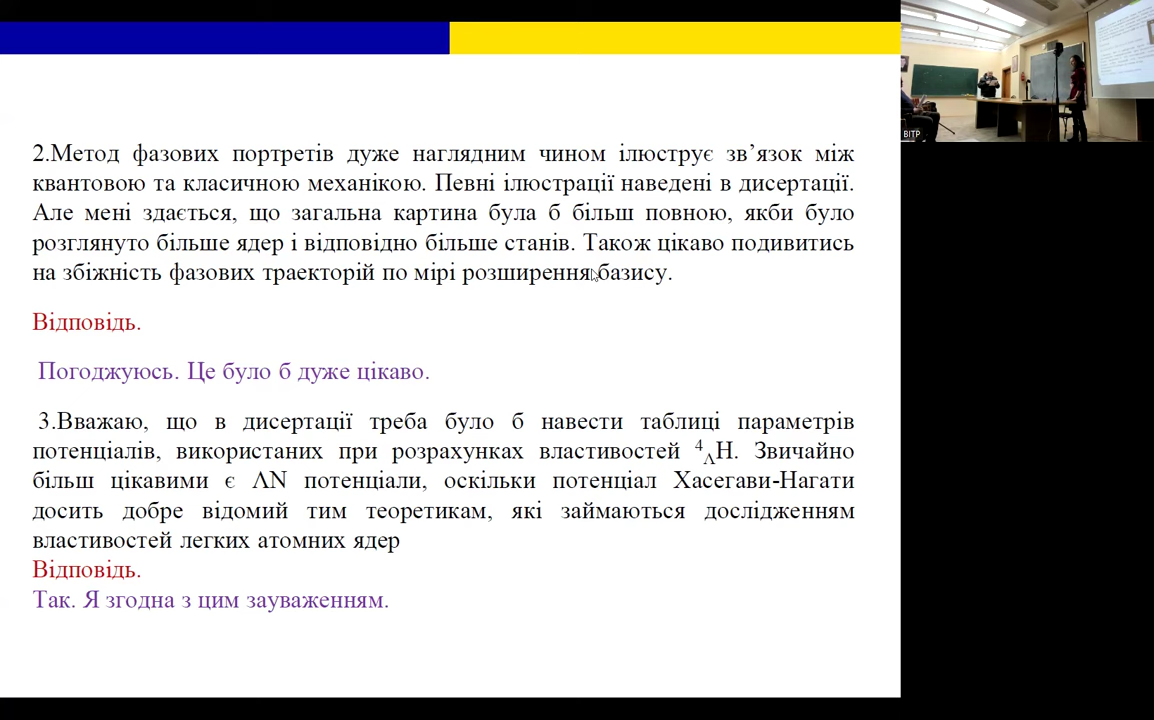 2.Метод фазових портретів дуже наглядним чином ілюструє зв’язок між
квантовою та класичною механікою. Певні ілюстрації наведені в дисертації.
Але мені здається, що загальна картина була б більш повною, якби було
розглянуто більше ядер і відповідно більше станів. Також цікаво подивитись
на збіжність фазових траекторій по мірі розширення базису.
Відповідь.
Погоджуюсь. Це було б дуже цікаво.
3.Вважаю, що в дисертації треба було б навести таблиці параметрів
потенціалів, використаних при розрахунках властивостей ⁴ΛН. Звичайно
більш цікавими є ΛN потенціали, оскільки потенціал Хасегави-Нагати
досить добре відомий тим теоретикам, які займаються дослідженням
властивостей легких атомних ядер
Відповідь.
Так. Я згодна з цим зауваженням.
ВІТР